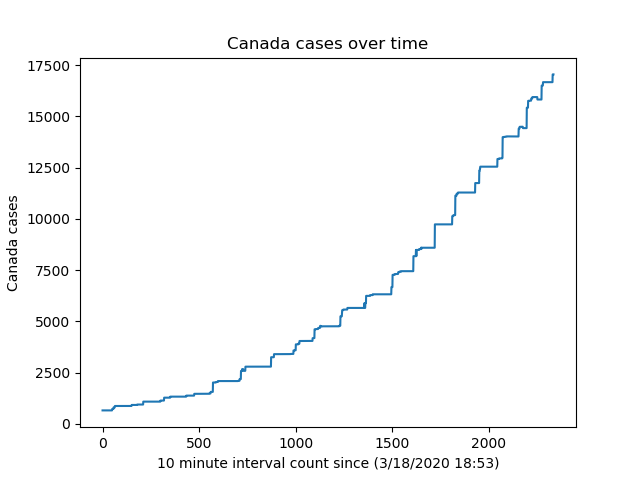 Canada cases over time
17500
15000
12500
10000
7500
5000
2500
0
Canada cases
0 500 1000 1500 2000
10 minute interval count since (3/18/2020 18:53)